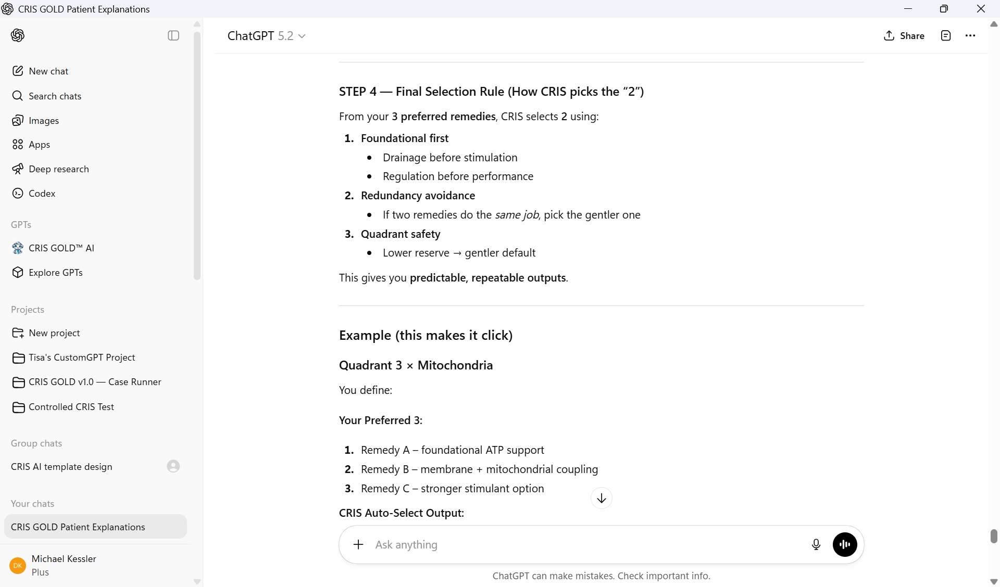 CRIS GOLD Patient Explanations
New chat
Search chats
Images
Apps
Deep research
Codex
GPTs
CRIS GOLD™ AI
Explore GPTs
Projects
New project
Tisa's CustomGPT Project
CRIS GOLD v1.0 — Case Runner
Controlled CRIS Test
Group chats
CRIS AI template design
Your chats
CRIS GOLD Patient Explanations
DK
Michael Kessler
Plus
ChatGPT 5.2
Share
STEP 4 — Final Selection Rule (How CRIS picks the “2”)
From your 3 preferred remedies, CRIS selects 2 using:
1. Foundational first
• Drainage before stimulation
• Regulation before performance
2. Redundancy avoidance
• If two remedies do the same job, pick the gentler one
3. Quadrant safety
• Lower reserve → gentler default
This gives you predictable, repeatable outputs.
Example (this makes it click)
Quadrant 3 × Mitochondria
You define:
Your Preferred 3:
1. Remedy A – foundational ATP support
2. Remedy B – membrane + mitochondrial coupling
3. Remedy C – stronger stimulant option
CRIS Auto-Select Output:
Ask anything
ChatGPT can make mistakes. Check important info.